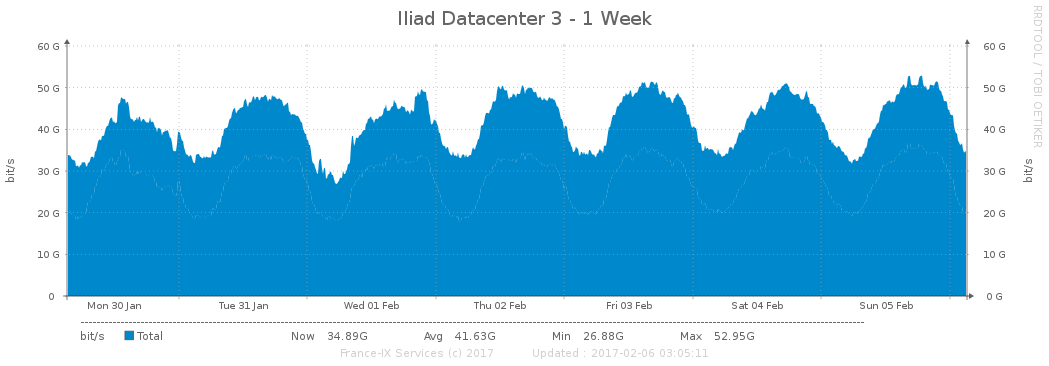 Iliad Datacenter 3 - 1 Week
RRDTOOL / TOBI OETIKER
60 G 60 G
50 G 50 G
40 G 40 G
30 G 30 G
20 G 20 G
10 G 10 G
0 0 G
bit/s
bit/s
Mon 30 Jan Tue 31 Jan Wed 01 Feb Thu 02 Feb Fri 03 Feb Sat 04 Feb Sun 05 Feb
bit/s Total Now 34.89G Avg 41.63G Min 26.88G Max 52.95G
France-IX Services (c) 2017 Updated : 2017-02-06 03:05:11